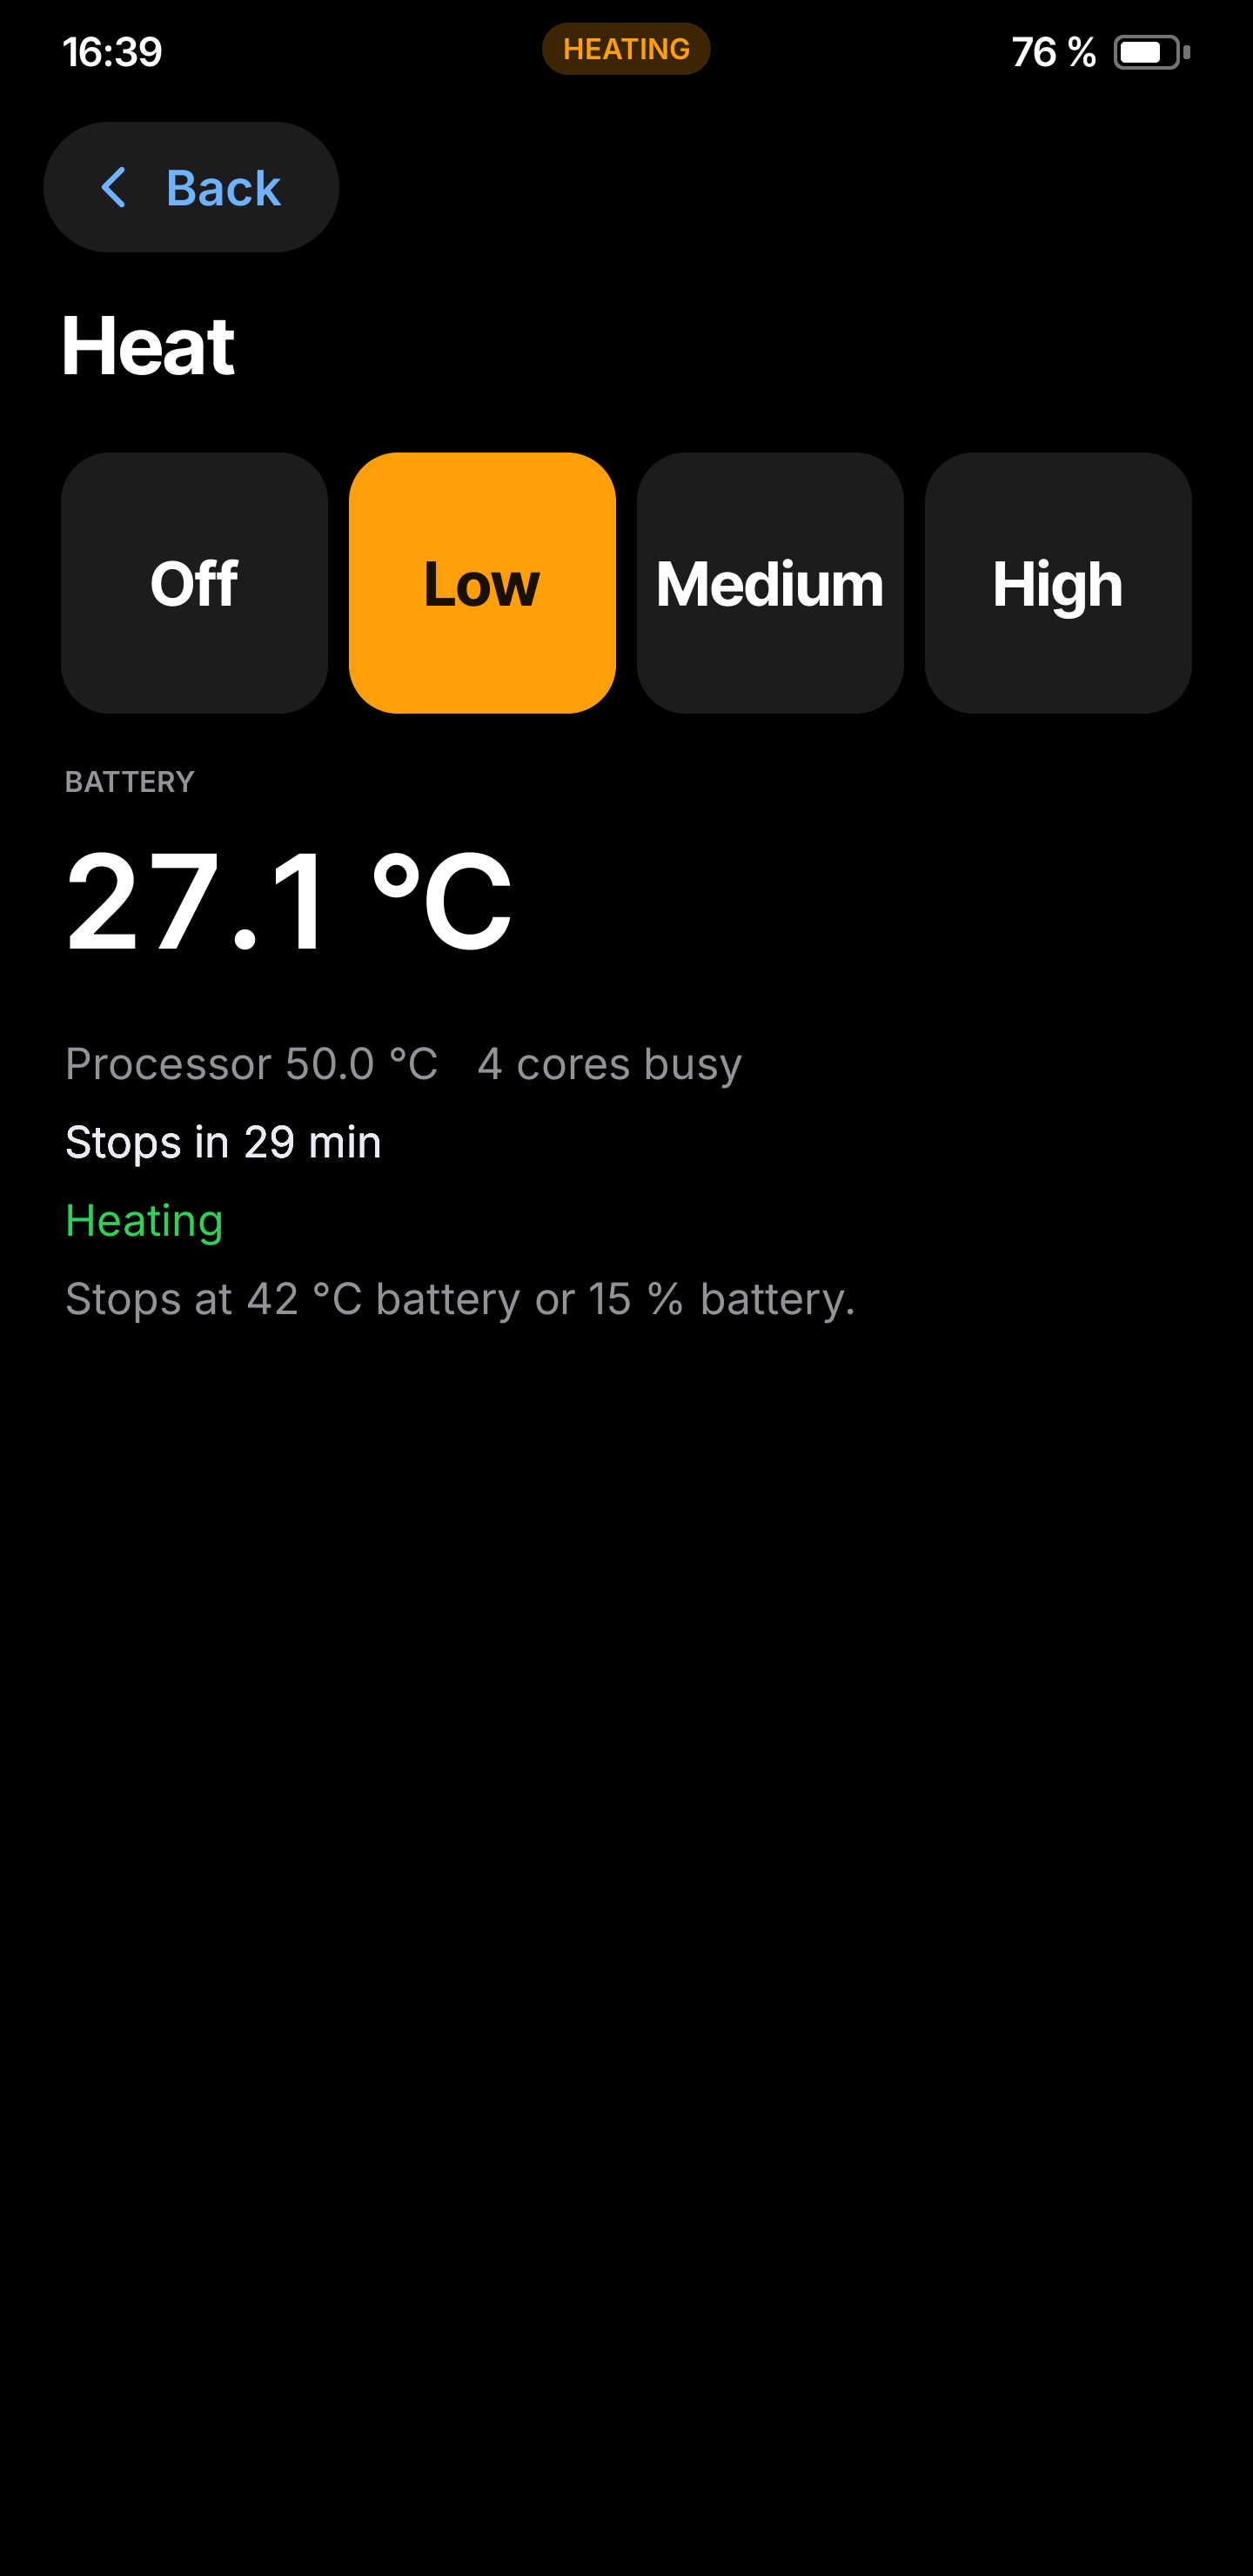 16:39 HEATING 76 %
Back
Heat
Off Low Medium High
BATTERY
27.1 °C
Processor 50.0 °C 4 cores busy
Stops in 29 min
Heating
Stops at 42 °C battery or 15 % battery.